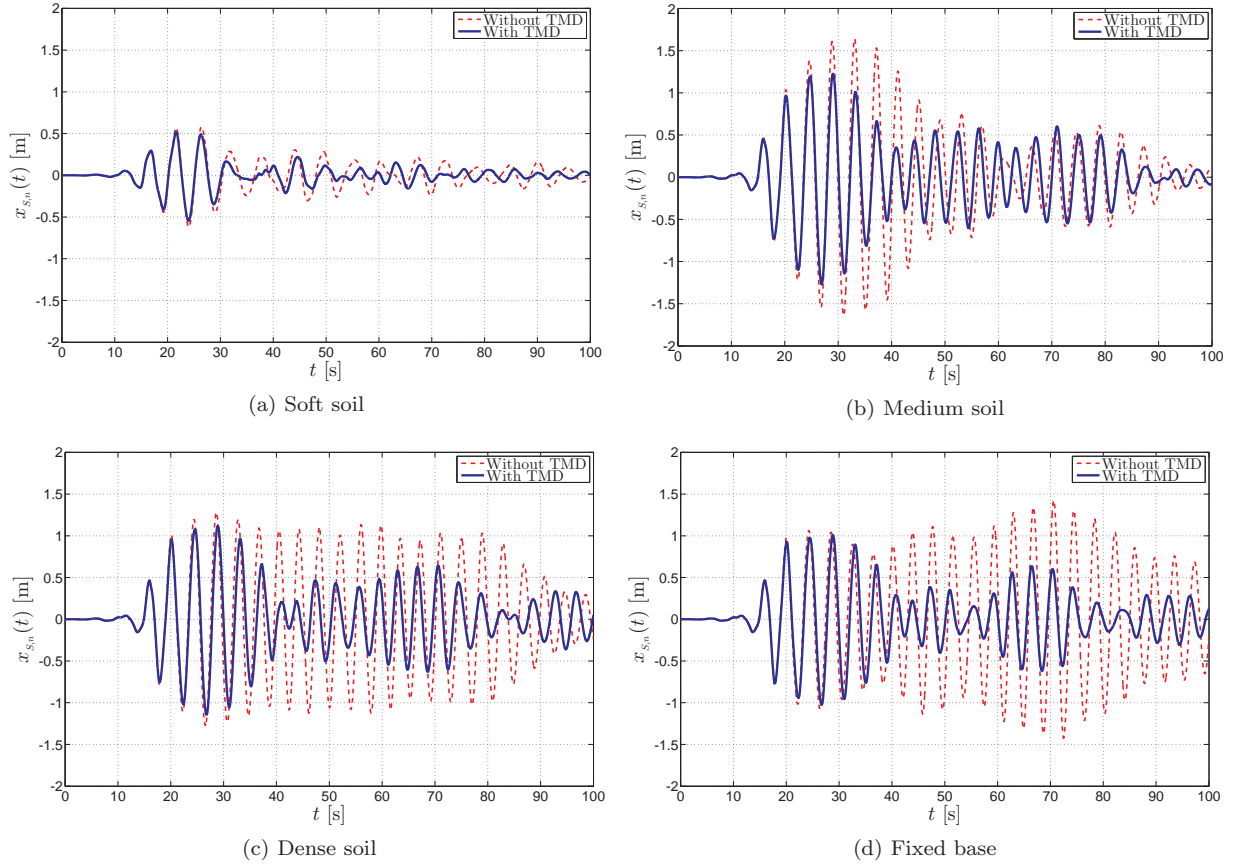 2
1.5
1
0.5
0
-0.5
-1
-1.5
-2
x_{S,n}(t) [m]
Without TMD
With TMD
0 10 20 30 40 50 60 70 80 90 100
t [s]
(a) Soft soil
2
1.5
1
0.5
0
-0.5
-1
-1.5
-2
x_{S,n}(t) [m]
Without TMD
With TMD
0 10 20 30 40 50 60 70 80 90 100
t [s]
(b) Medium soil
2
1.5
1
0.5
0
-0.5
-1
-1.5
-2
x_{S,n}(t) [m]
Without TMD
With TMD
0 10 20 30 40 50 60 70 80 90 100
t [s]
(c) Dense soil
2
1.5
1
0.5
0
-0.5
-1
-1.5
-2
x_{S,n}(t) [m]
Without TMD
With TMD
0 10 20 30 40 50 60 70 80 90 100
t [s]
(d) Fixed base